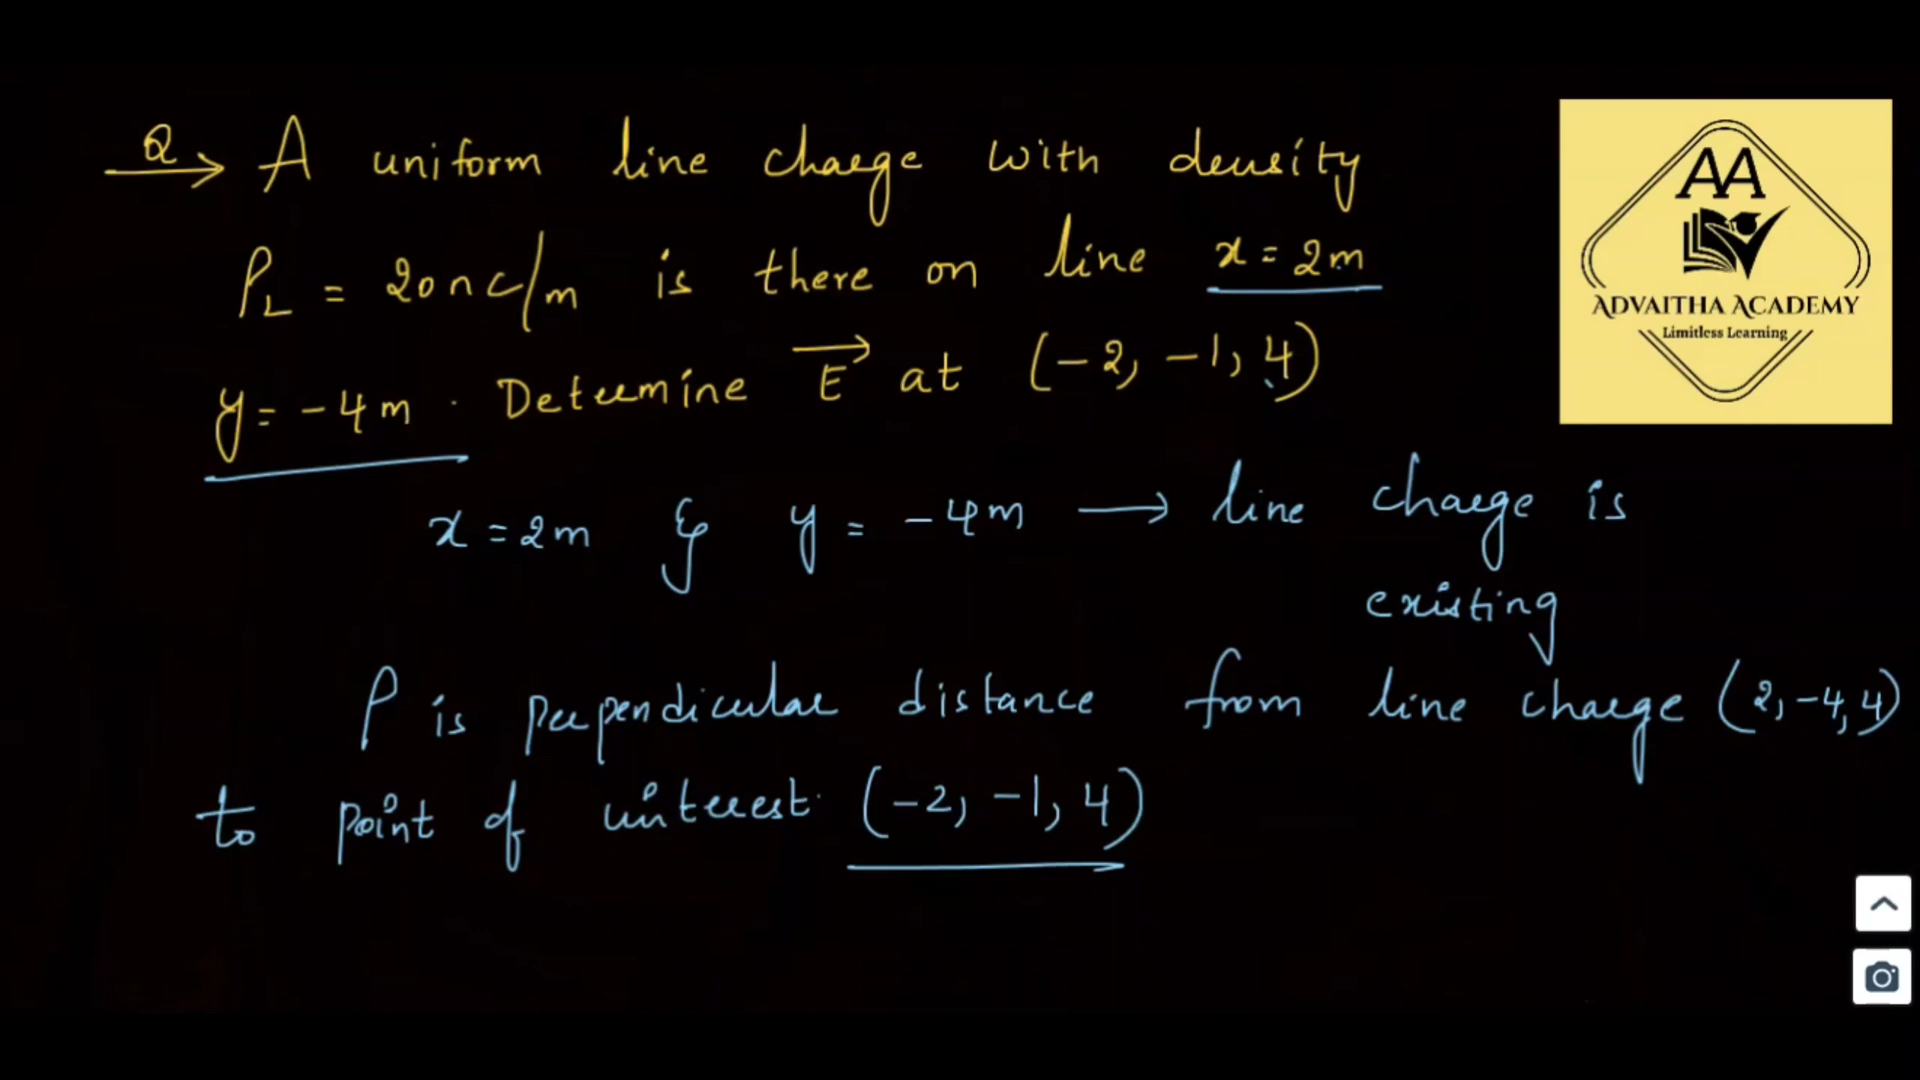 Q → A uniform line charge with density
ρL = 20 n c/m is there on line x = 2m
y = -4m. Determine E⃗ at (-2, -1, 4)
x = 2m & y = -4m → line charge is
existing
ρ is perpendicular distance from line charge (2, -4, 4)
to point of interest. (-2, -1, 4)
AA
ADVAITHA ACADEMY
Limitless Learning